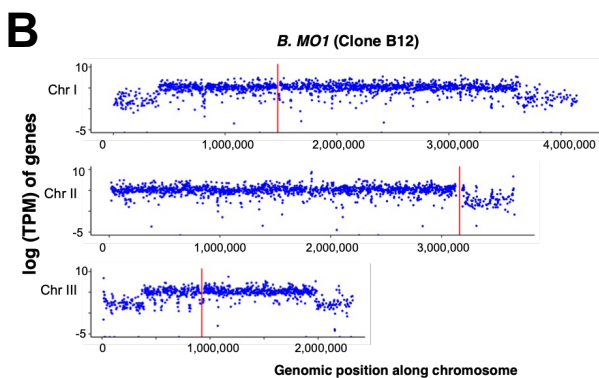 B
B. MO1 (Clone B12)
log (TPM) of genes
10
Chr I
-5
0 1,000,000 2,000,000 3,000,000 4,000,000
10
Chr II
-5
0 1,000,000 2,000,000 3,000,000
10
Chr III
-5
0 1,000,000 2,000,000
Genomic position along chromosome